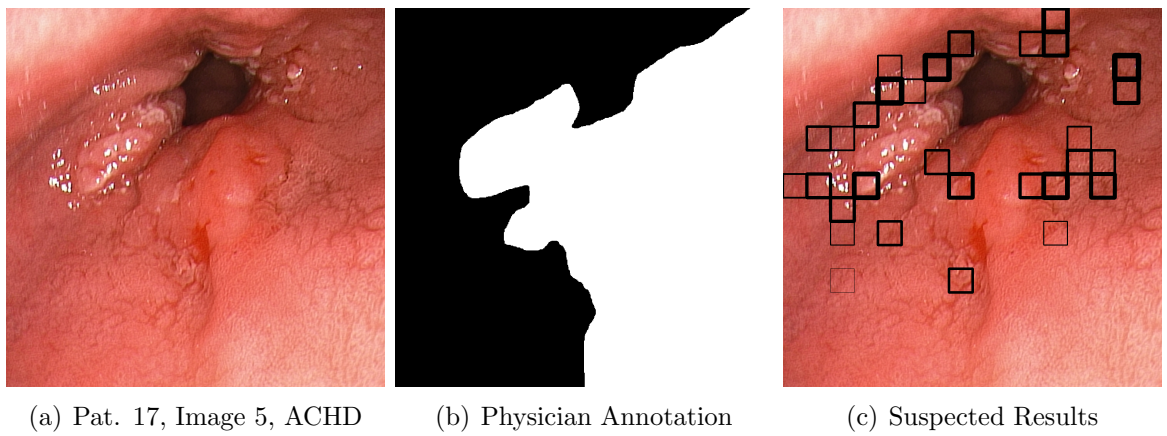 (a) Pat. 17, Image 5, ACHD
(b) Physician Annotation
(c) Suspected Results